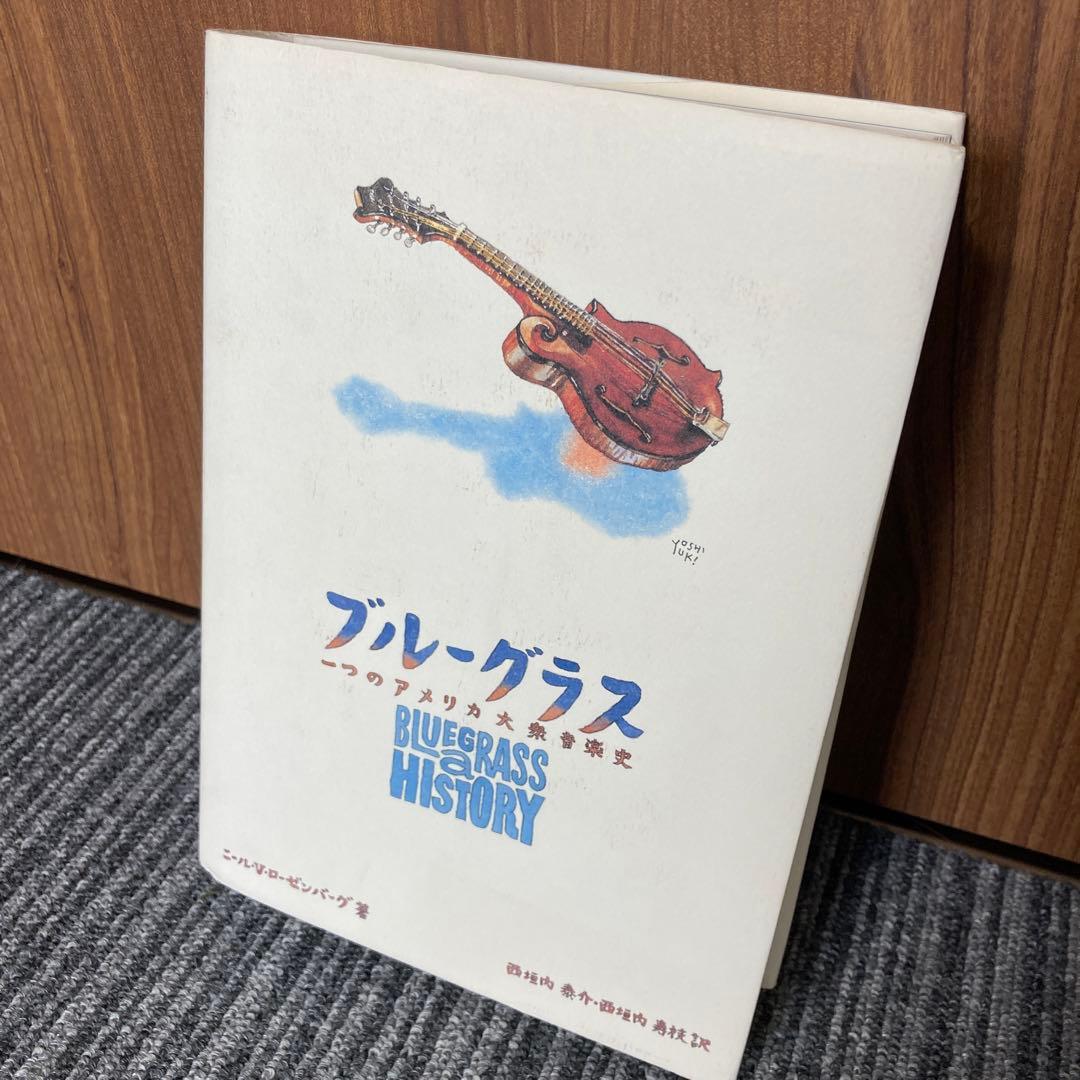 YOSHI
YUKI
ブルーグラス
一つのアメリカ大衆音楽史
BLUEGRASS
a
HISTORY
ニール・V・ローゼンバーグ 著
西垣内 泰介・西垣内 寿枝 訳